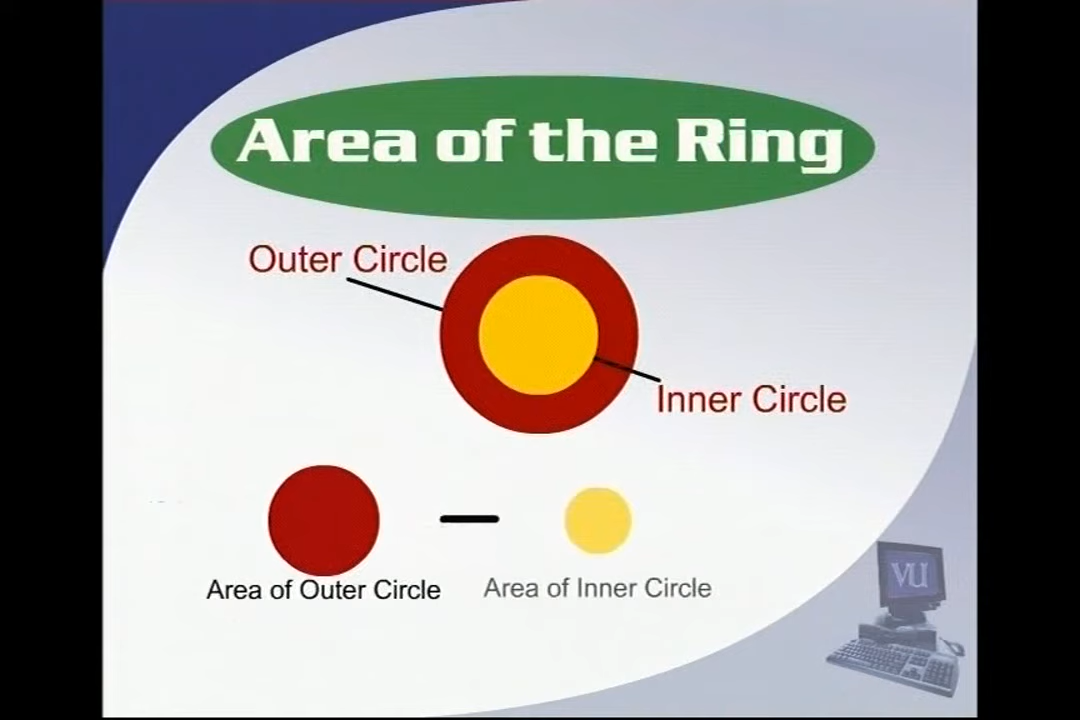 Area of the Ring
Outer Circle
Inner Circle
Area of Outer Circle
Area of Inner Circle
VU